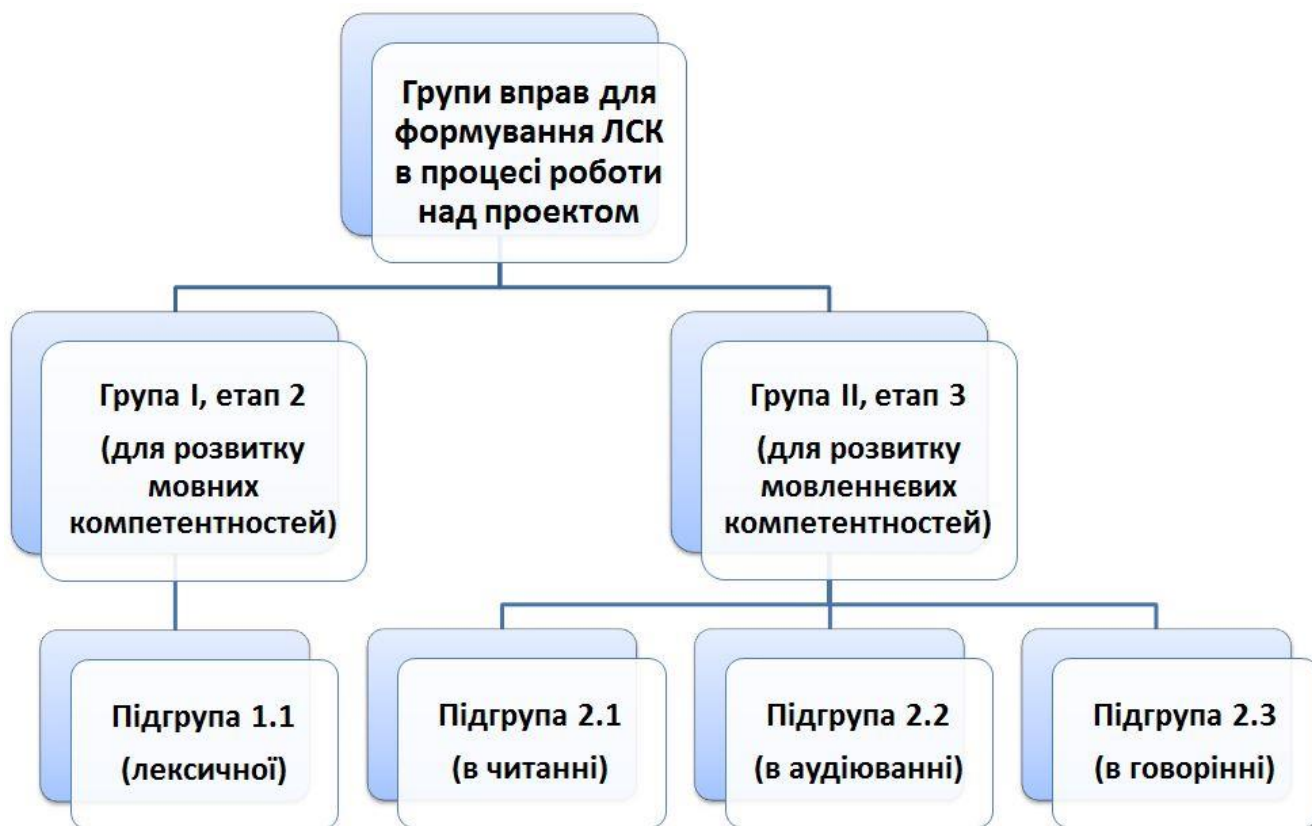 Групи вправ для
формування ЛСК
в процесі роботи
над проектом
Група І, етап 2
(для розвитку
мовних
компетентностей)
Група ІІ, етап 3
(для розвитку
мовленнєвих
компетентностей)
Підгрупа 1.1
(лексичної)
Підгрупа 2.1
(в читанні)
Підгрупа 2.2
(в аудіюванні)
Підгрупа 2.3
(в говорінні)